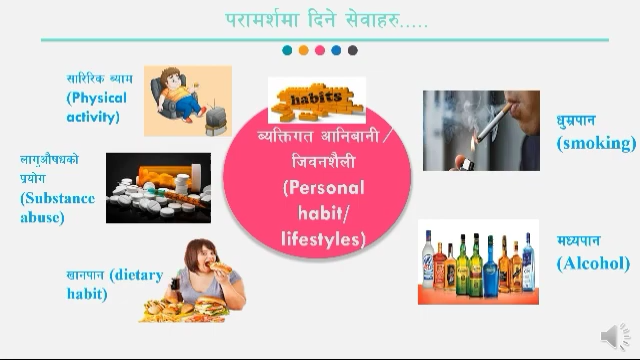 परामर्शमा दिने सेवाहरु.....
सारिरिक ब्याम
(Physical
activity)
लागुऔषधको
प्रयोग
(Substance
abuse)
खानपान (dietary
habit)
habits
ब्यक्तिगत आनिबानी/
जिवनशैली
(Personal
habit/
lifestyles)
धुम्रपान
(smoking)
मध्यपान
(Alcohol)